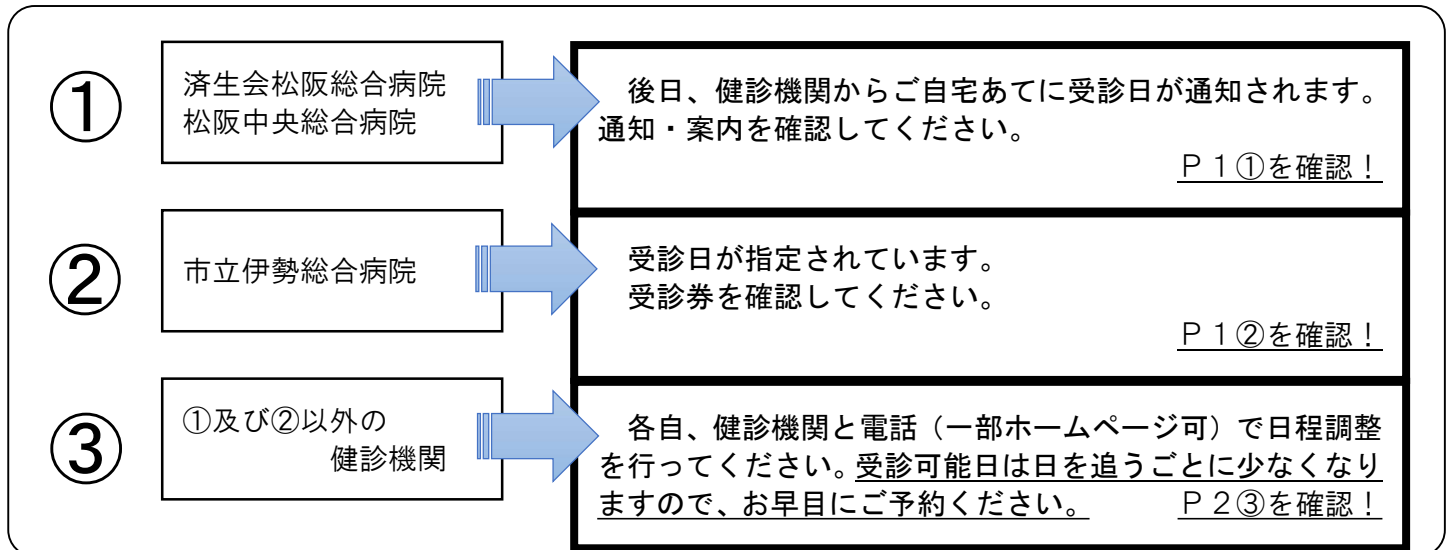 ①
済生会松阪総合病院
松阪中央総合病院
後日、健診機関からご自宅あてに受診日が通知されます。
通知・案内を確認してください。
P1①を確認！
②
市立伊勢総合病院
受診日が指定されています。
受診券を確認してください。
P1②を確認！
③
①及び②以外の
健診機関
各自、健診機関と電話（一部ホームページ可）で日程調整
を行ってください。受診可能日は日を追うごとに少なくなり
ますので、お早目にご予約ください。 P2③を確認！